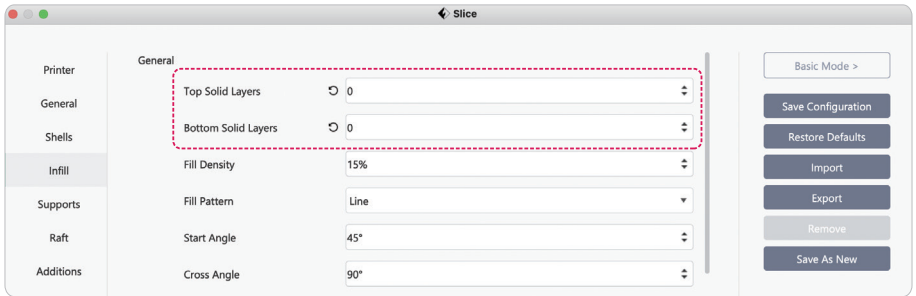 Slice
Printer
General
Shells
Infill
Supports
Raft
Additions
General
Top Solid Layers 0
Bottom Solid Layers 0
Fill Density 15%
Fill Pattern Line
Start Angle 45°
Cross Angle 90°
Basic Mode >
Save Configuration
Restore Defaults
Import
Export
Remove
Save As New